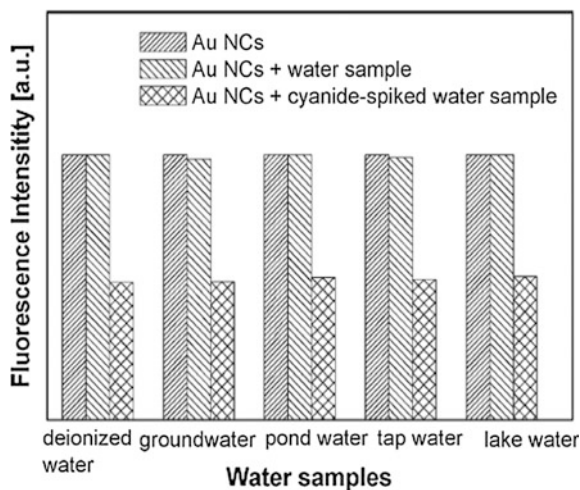 Fluorescence Intensitity [a.u.]
Au NCs
Au NCs + water sample
Au NCs + cyanide-spiked water sample
deionized
water
groundwater
pond water
tap water
lake water
Water samples